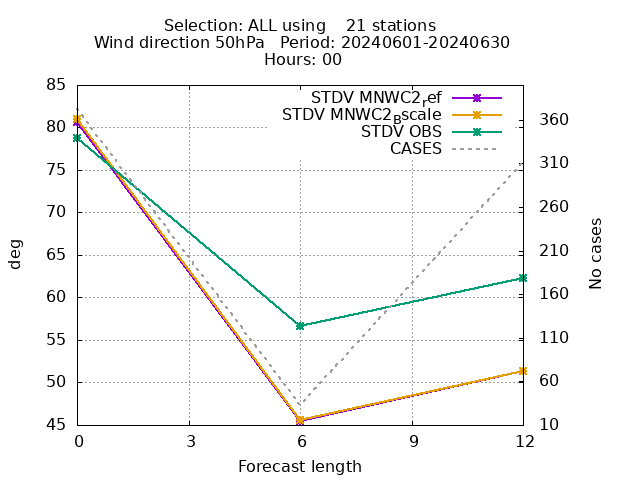 Selection: ALL using    21 stations
Wind direction 50hPa   Period: 20240601-20240630
Hours: 00
STDV MNWC2ref
STDV MNWC2Bscale
STDV OBS
CASES
85
80
75
70
65
60
55
50
45
deg
360
310
260
210
160
110
60
10
No cases
0 3 6 9 12
Forecast length